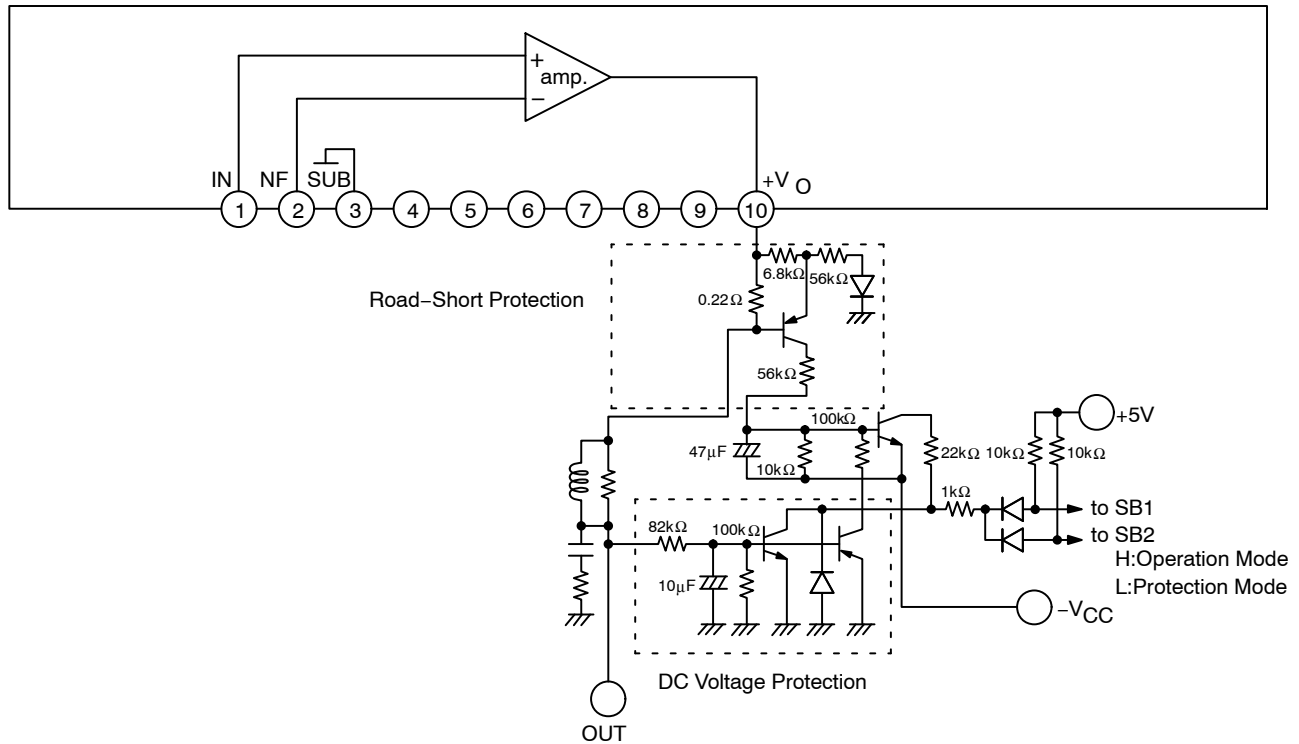 +
amp.
−
IN NF SUB +V O
1 2 3 4 5 6 7 8 9 10
6.8kΩ 56kΩ
Road−Short Protection
0.22Ω
56kΩ
100kΩ
+5V
47μF
10kΩ
22kΩ 10kΩ 10kΩ
1kΩ
to SB1
82kΩ 100kΩ
to SB2
H:Operation Mode
10μF
L:Protection Mode
−VCC
DC Voltage Protection
OUT